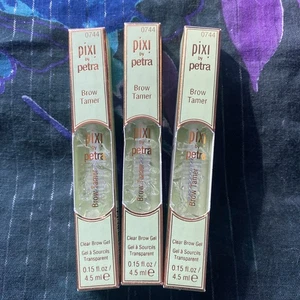 0744
pixi
by
petra
Brow
Tamer
pixi
by
petra
Brow Tamer
Clear Brow Gel
Gel à Sourcils
Transparent
0.15 fl oz /
4.5 ml e
0744
pixi
by
petra
Brow
Tamer
pixi
petra
Brow Tamer
Clear Brow Gel
Gel à Sourcils
Transparent
0.15 fl oz /
4.5 ml e
0744
pixi
by
petra
Brow
Tamer
pixi
petra
Brow Tamer
Clear Brow Gel
Gel à Sourcils
Transparent
0.15 fl oz /
4.5 ml e